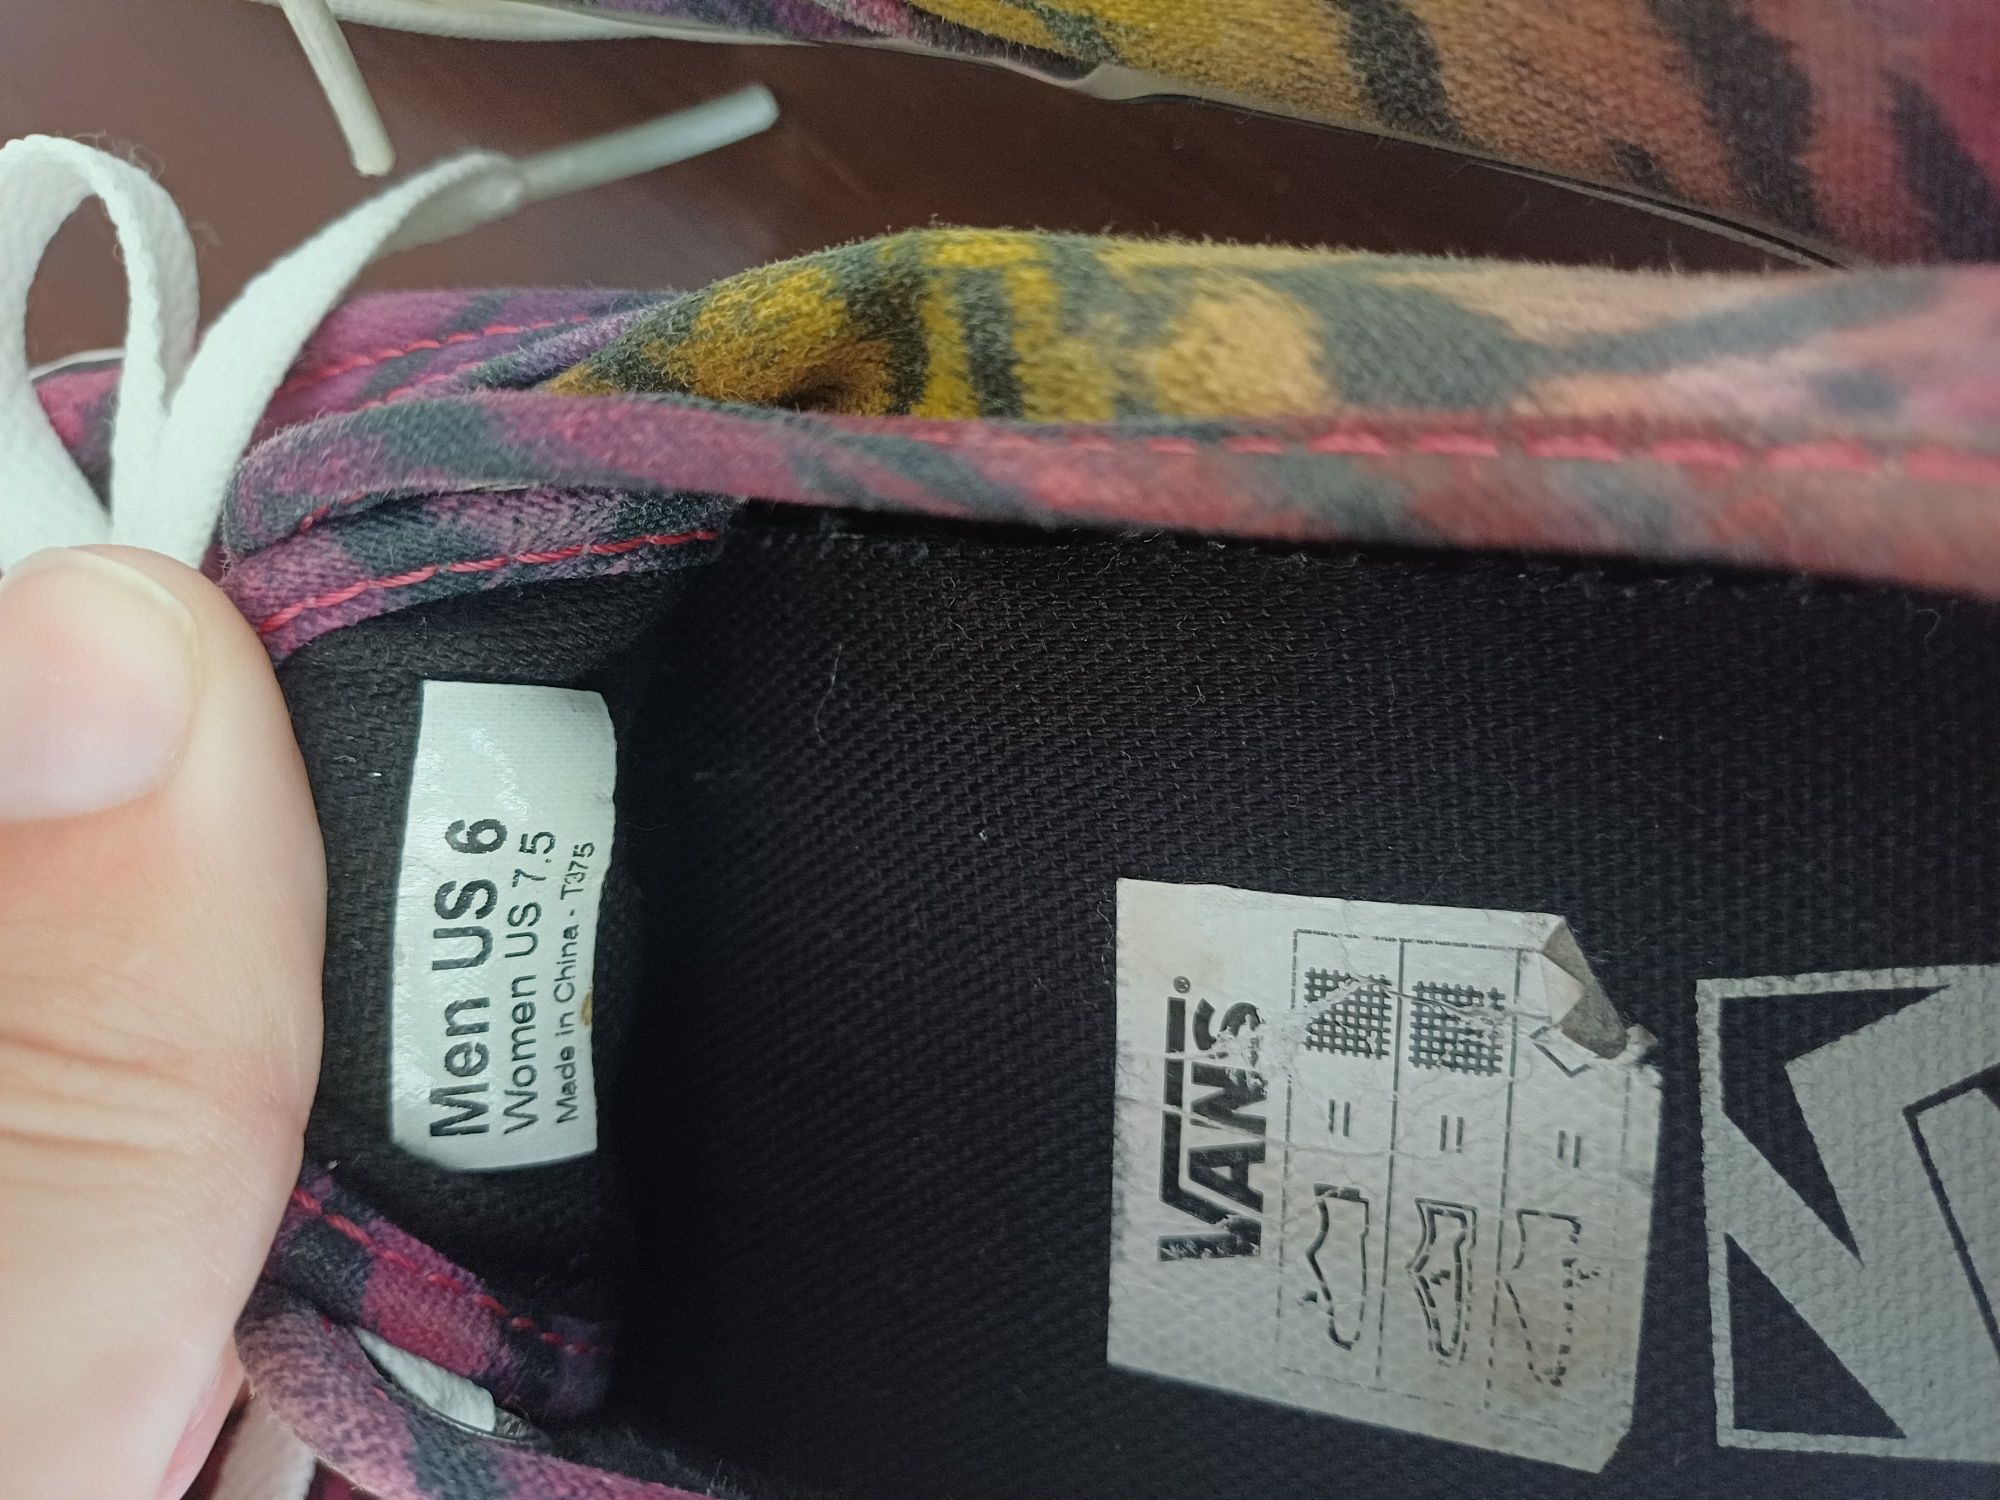 Men US 6
Women US 7.5
Made in China · T375
VANS®
=
=
=